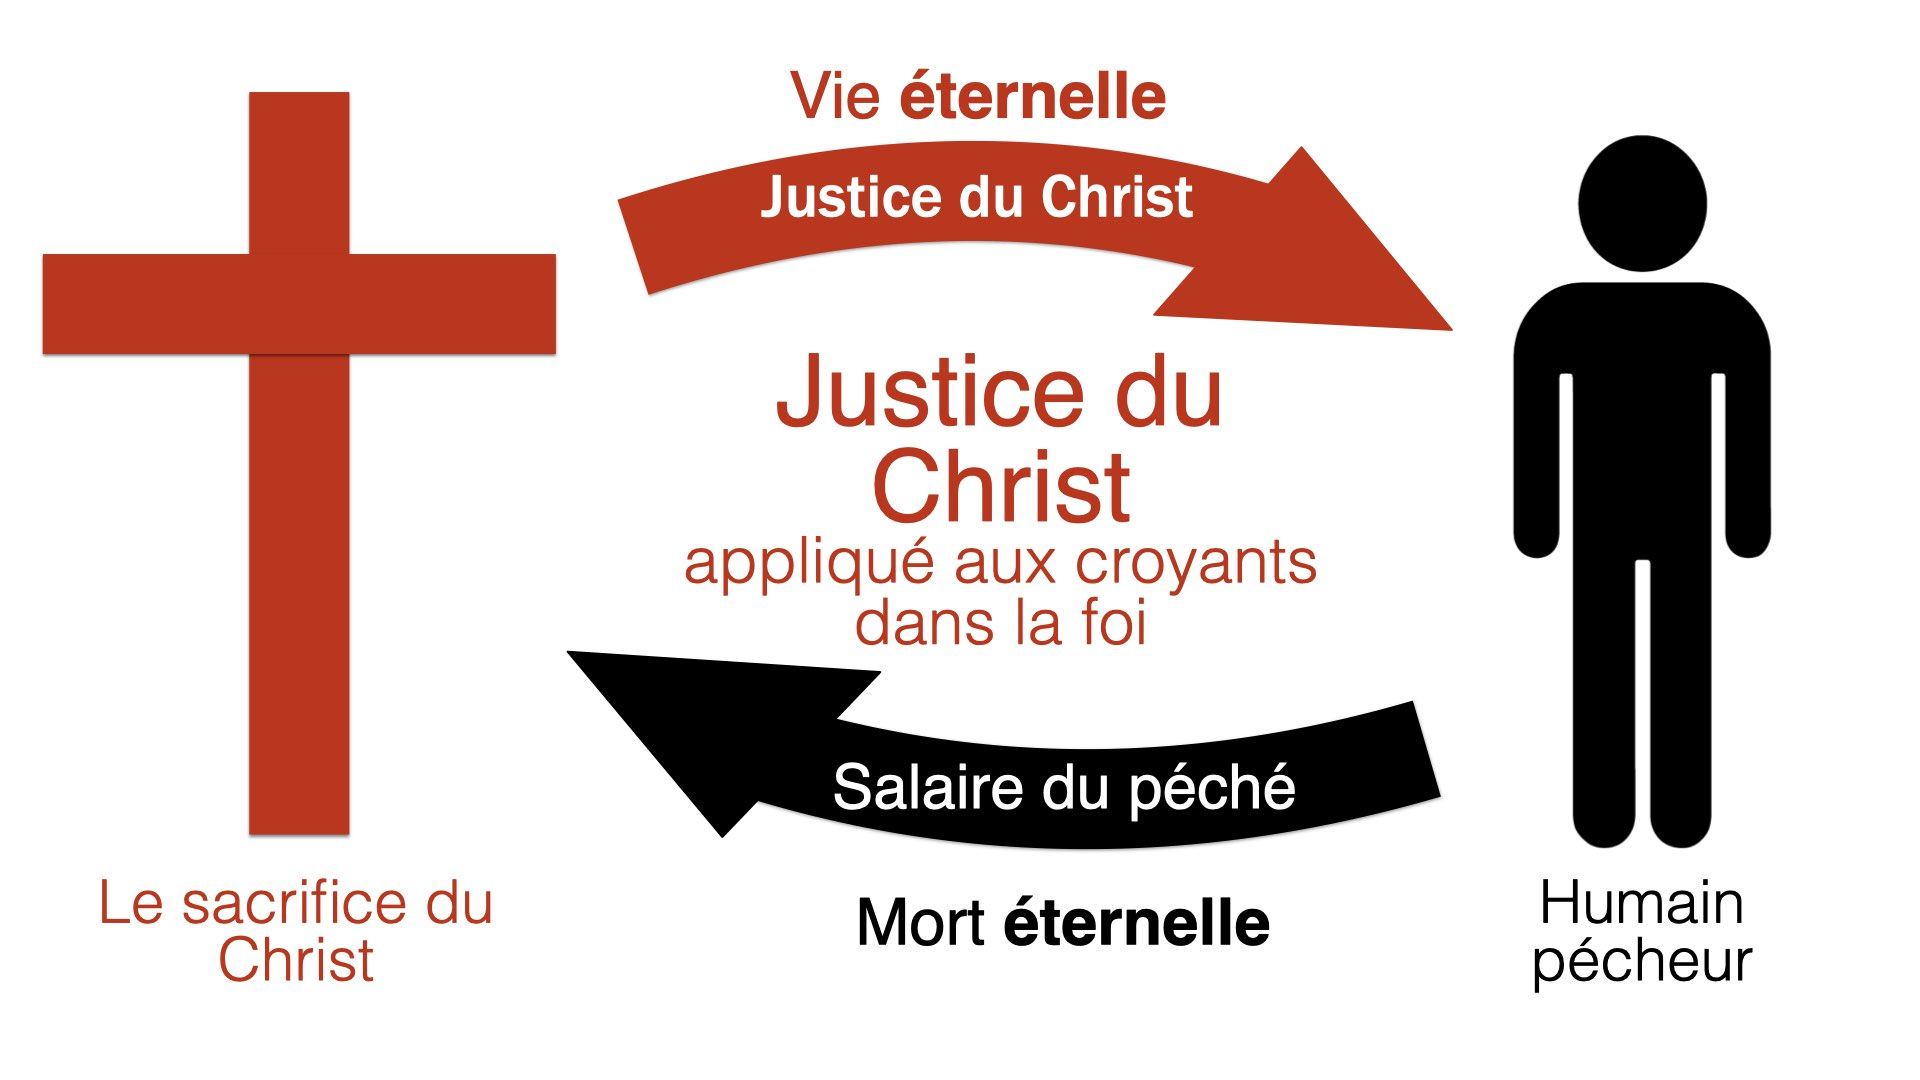 Vie éternelle
Justice du Christ
Justice du
Christ
appliqué aux croyants
dans la foi
Salaire du péché
Mort éternelle
Le sacrifice du
Christ
Humain
pécheur